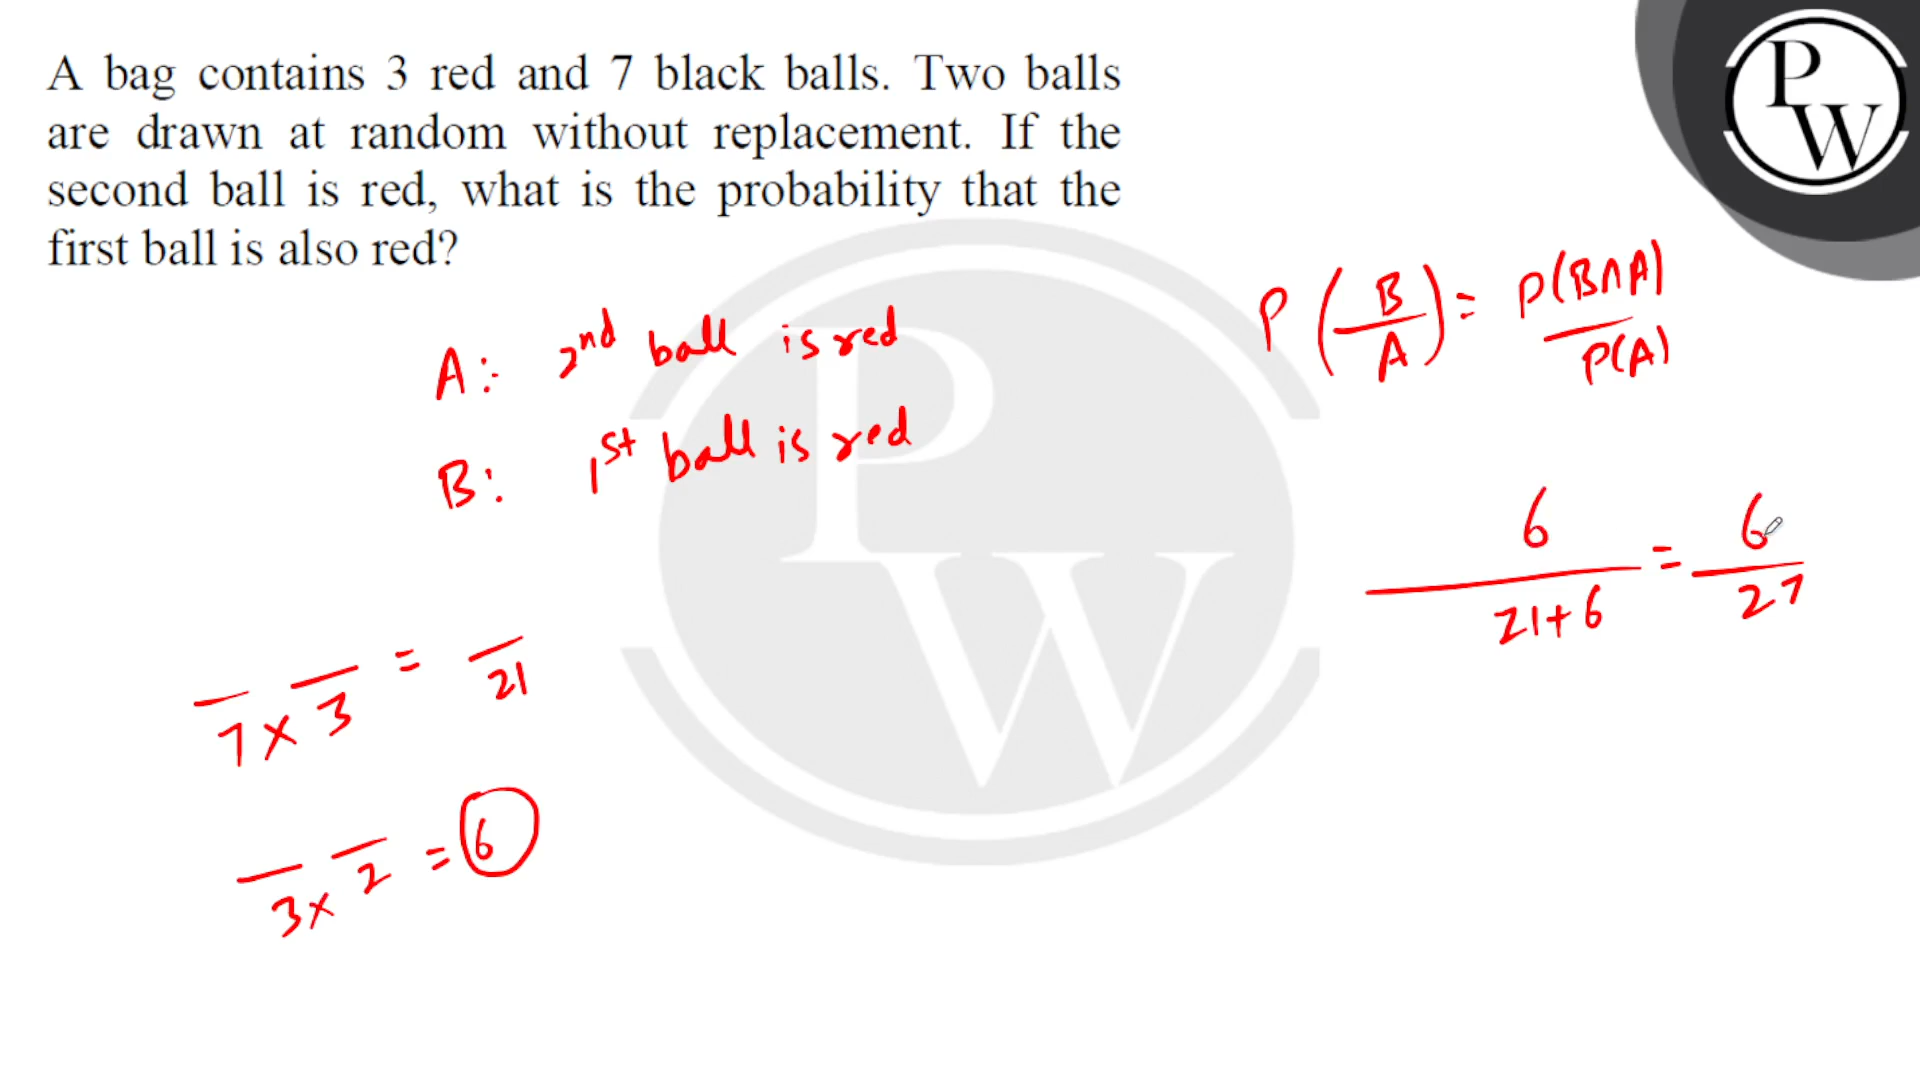 A bag contains 3 red and 7 black balls. Two balls
are drawn at random without replacement. If the
second ball is red, what is the probability that the
first ball is also red?
PW
A: 2nd ball is red
B: 1st ball is red
P(B/A) = P(B∩A)/P(A)
6/(21+6) = 6/27
7 × 3 = 21
3 × 2 = 6
PW